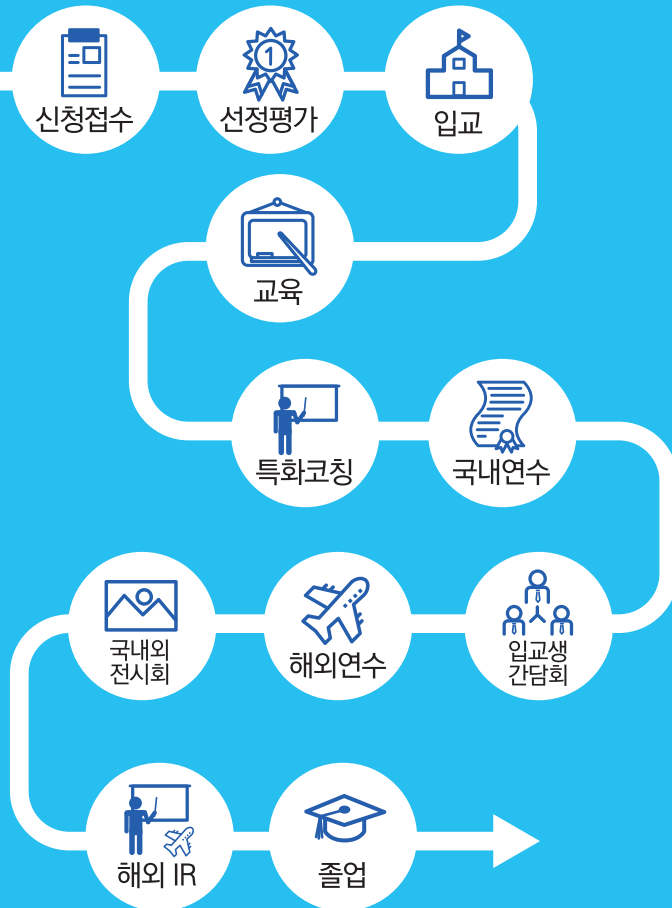 신청접수
선정평가
입교
교육
특화코칭
국내연수
입교생
간담회
해외연수
국내외
전시회
해외 IR
졸업